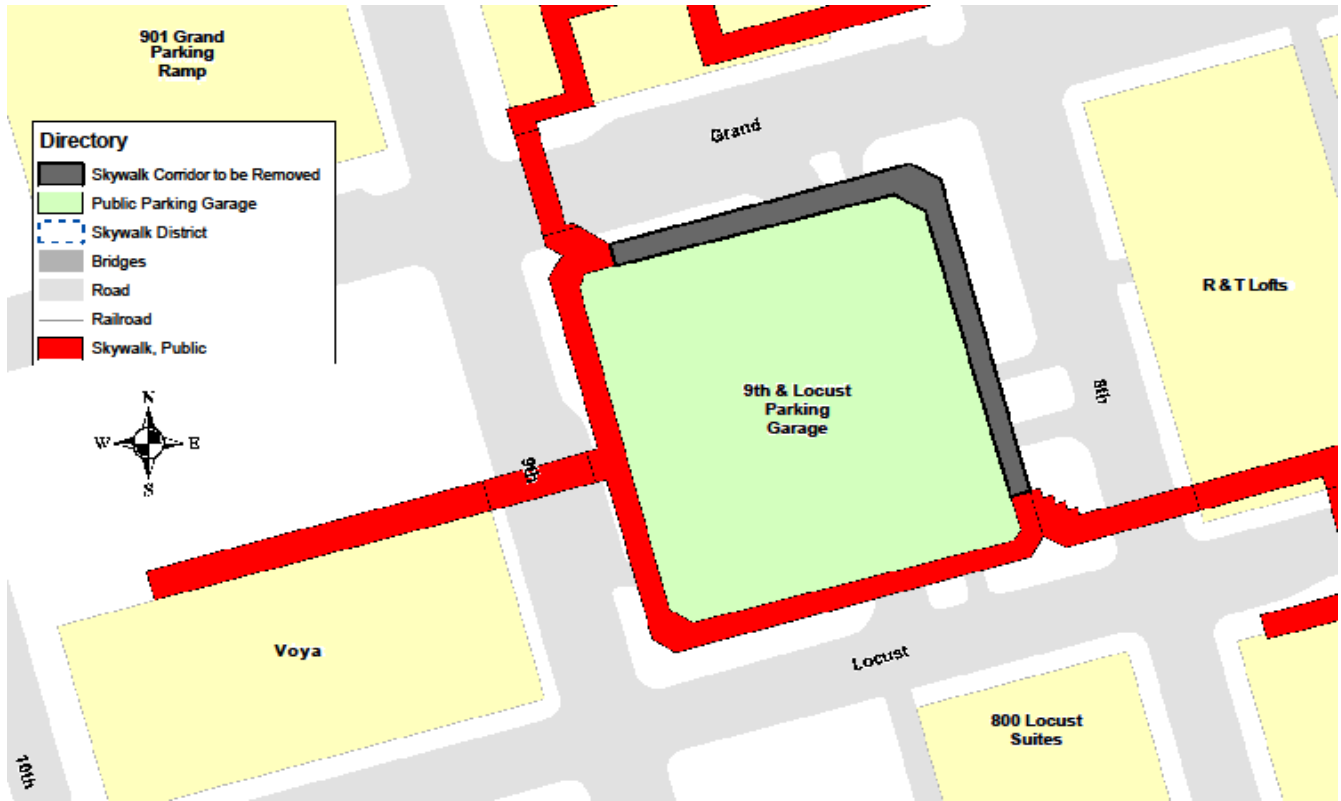 901 Grand
Parking
Ramp
Directory
Skywalk Corridor to be Removed
Public Parking Garage
Skywalk District
Bridges
Road
Railroad
Skywalk, Public
Grand
R & T Lofts
9th & Locust
Parking
Garage
8th
N
W E
S
9th
Voya
Locust
800 Locust
Suites
10th